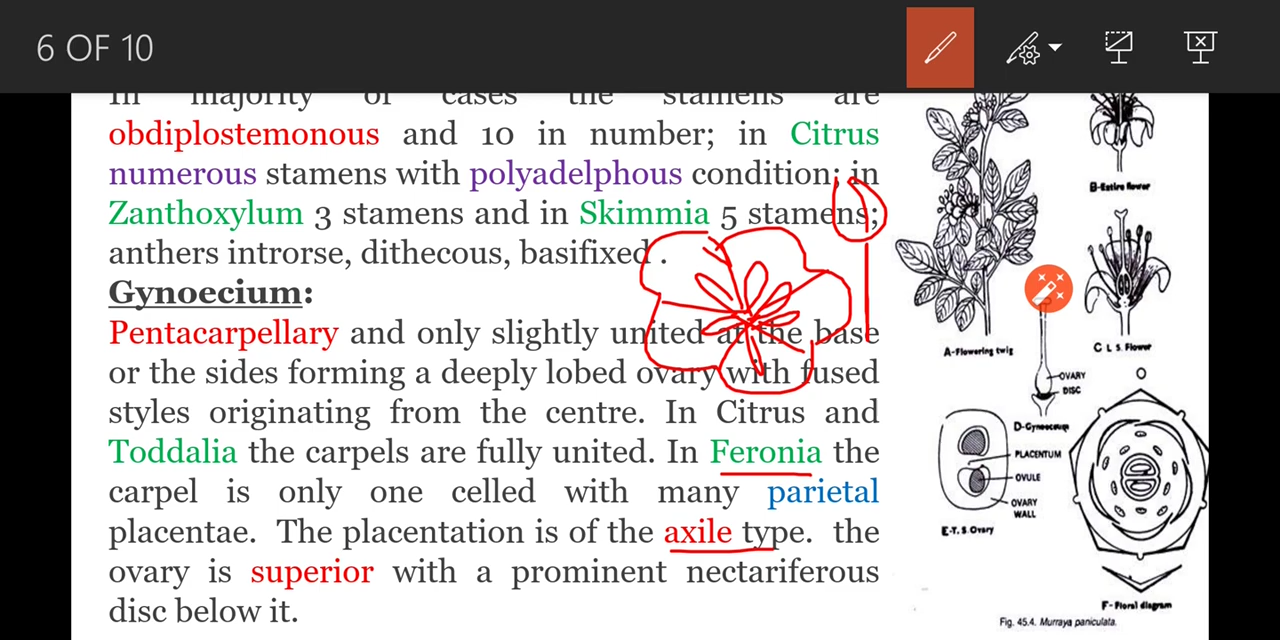 6 OF 10
In majority of cases the stamens are
obdiplostemonous and 10 in number; in Citrus
numerous stamens with polyadelphous condition; in
Zanthoxylum 3 stamens and in Skimmia 5 stamens;
anthers introrse, dithecous, basifixed .
Gynoecium:
Pentacarpellary and only slightly united at the base
or the sides forming a deeply lobed ovary with fused
styles originating from the centre. In Citrus and
Toddalia the carpels are fully united. In Feronia the
carpel is only one celled with many parietal
placentae. The placentation is of the axile type. the
ovary is superior with a prominent nectariferous
disc below it.
B-Entire flower
A-Flowering twig
C L S. Flower
OVARY
DISC
D-Gynoecium
PLACENTUM
OVULE
OVARY
WALL
E-T. S. Ovary
F-Floral diagram
Fig. 45.4. Murraya paniculata.